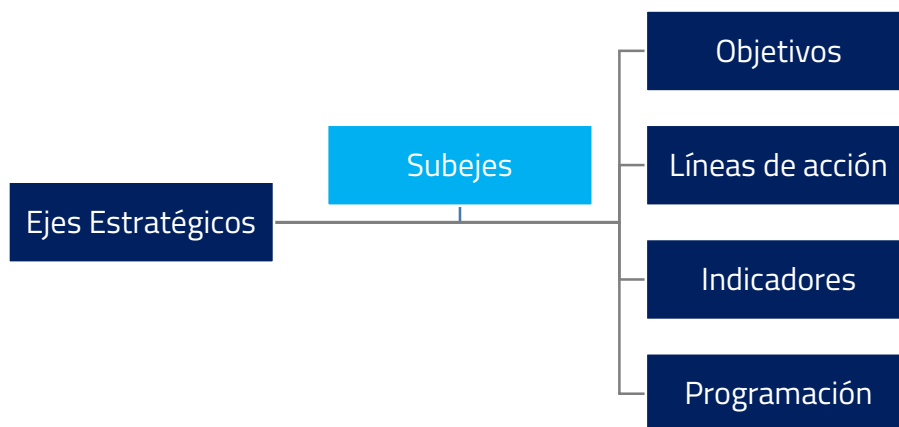 Ejes Estratégicos
Subejes
Objetivos
Líneas de acción
Indicadores
Programación